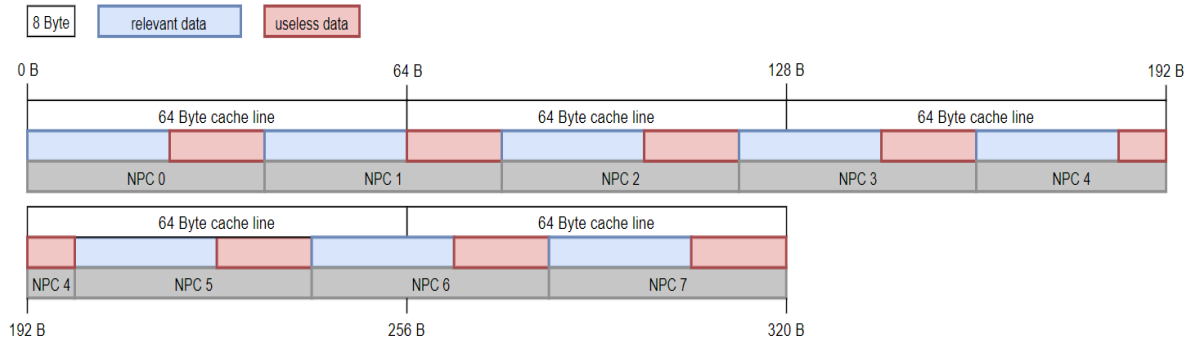 8 Byte relevant data useless data
0 B 64 B 128 B 192 B
64 Byte cache line 64 Byte cache line 64 Byte cache line
NPC 0 NPC 1 NPC 2 NPC 3 NPC 4
64 Byte cache line 64 Byte cache line
NPC 4 NPC 5 NPC 6 NPC 7
192 B 256 B 320 B